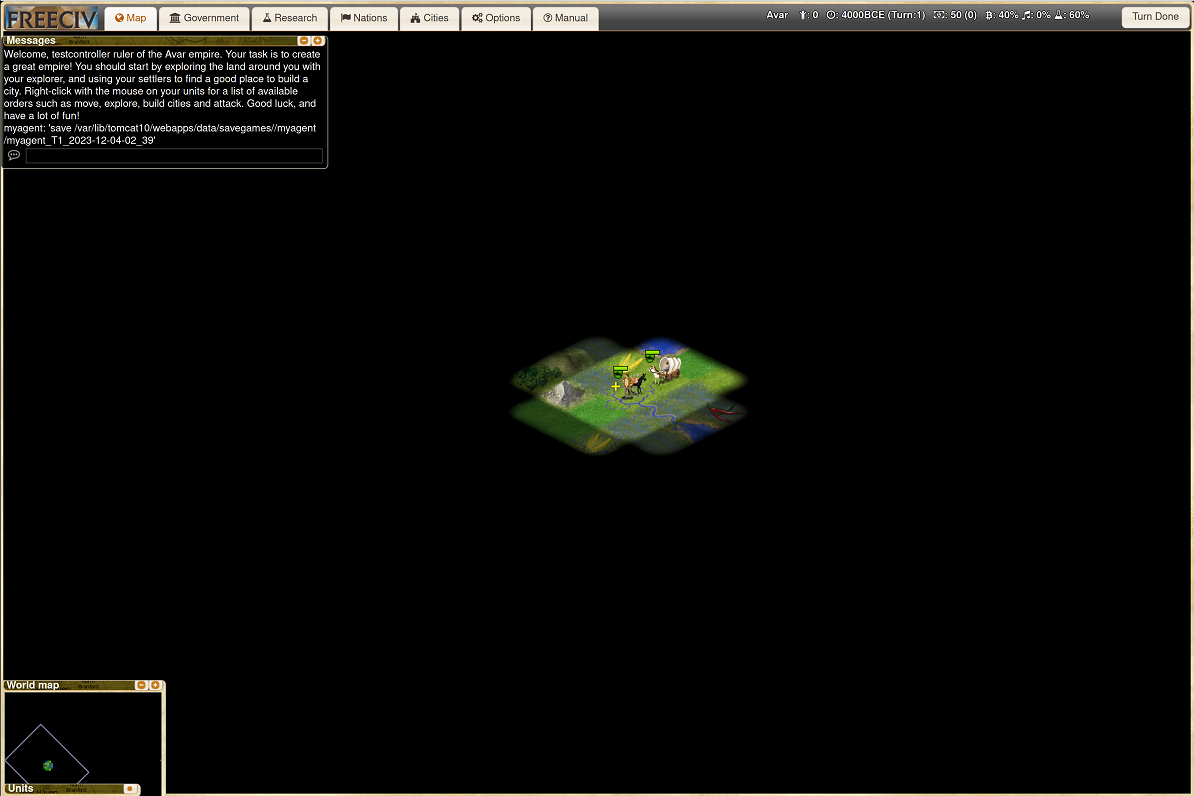 FREECIV
Map
Government
Research
Nations
Cities
Options
Manual
Avar : 0 : 4000BCE (Turn:1) : 50 (0) : 40% : 0% : 60%
Turn Done
Messages
Welcome, testcontroller ruler of the Avar empire. Your task is to create
a great empire! You should start by exploring the land around you with
your explorer, and using your settlers to find a good place to build a
city. Right-click with the mouse on your units for a list of available
orders such as move, explore, build cities and attack. Good luck, and
have a lot of fun!
myagent: 'save /var/lib/tomcat10/webapps/data/savegames//myagent
/myagent_T1_2023-12-04-02_39'
World map
Units